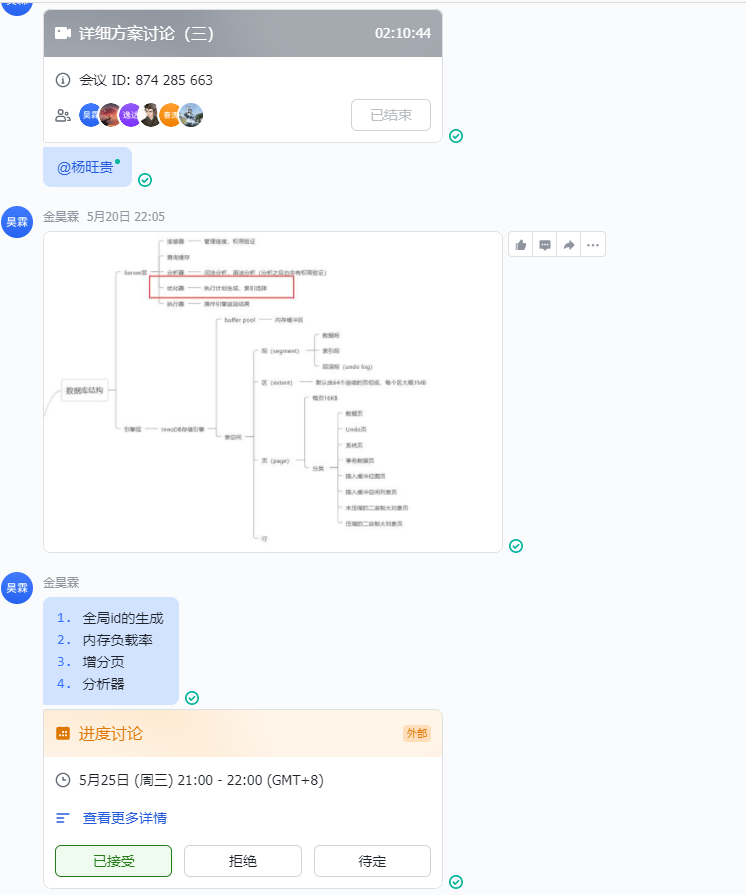 昊霖
详细方案讨论（三）
02:10:44
会议 ID: 874 285 663
昊霖
逸达
已结束
@杨旺贵
昊霖
金昊霖 5月20日 22:05
连接器 管理连接、权限验证
查询缓存
Server层
分析器 词法分析、语法分析（分析之后也会有权限验证）
优化器 执行计划生成、索引选择
执行器 操作引擎返回结果
buffer pool 内存缓冲区
数据段
段（segment） 索引段
回滚段（undo log）
区（extent） 默认由64个连续的页组成，每个区大概1MB
数据库结构
每页16KB
数据页
引擎层 InnoDB存储引擎
Undo页
表空间
系统页
页（page）
事务数据页
分类
插入缓冲位图页
插入缓冲空闲列表页
未压缩的二进制大对象页
压缩的二进制大对象页
行
昊霖
金昊霖
1. 全局id的生成
2. 内存负载率
3. 增分页
4. 分析器
进度讨论
外部
5月25日 (周三) 21:00 - 22:00 (GMT+8)
查看更多详情
已接受
拒绝
待定